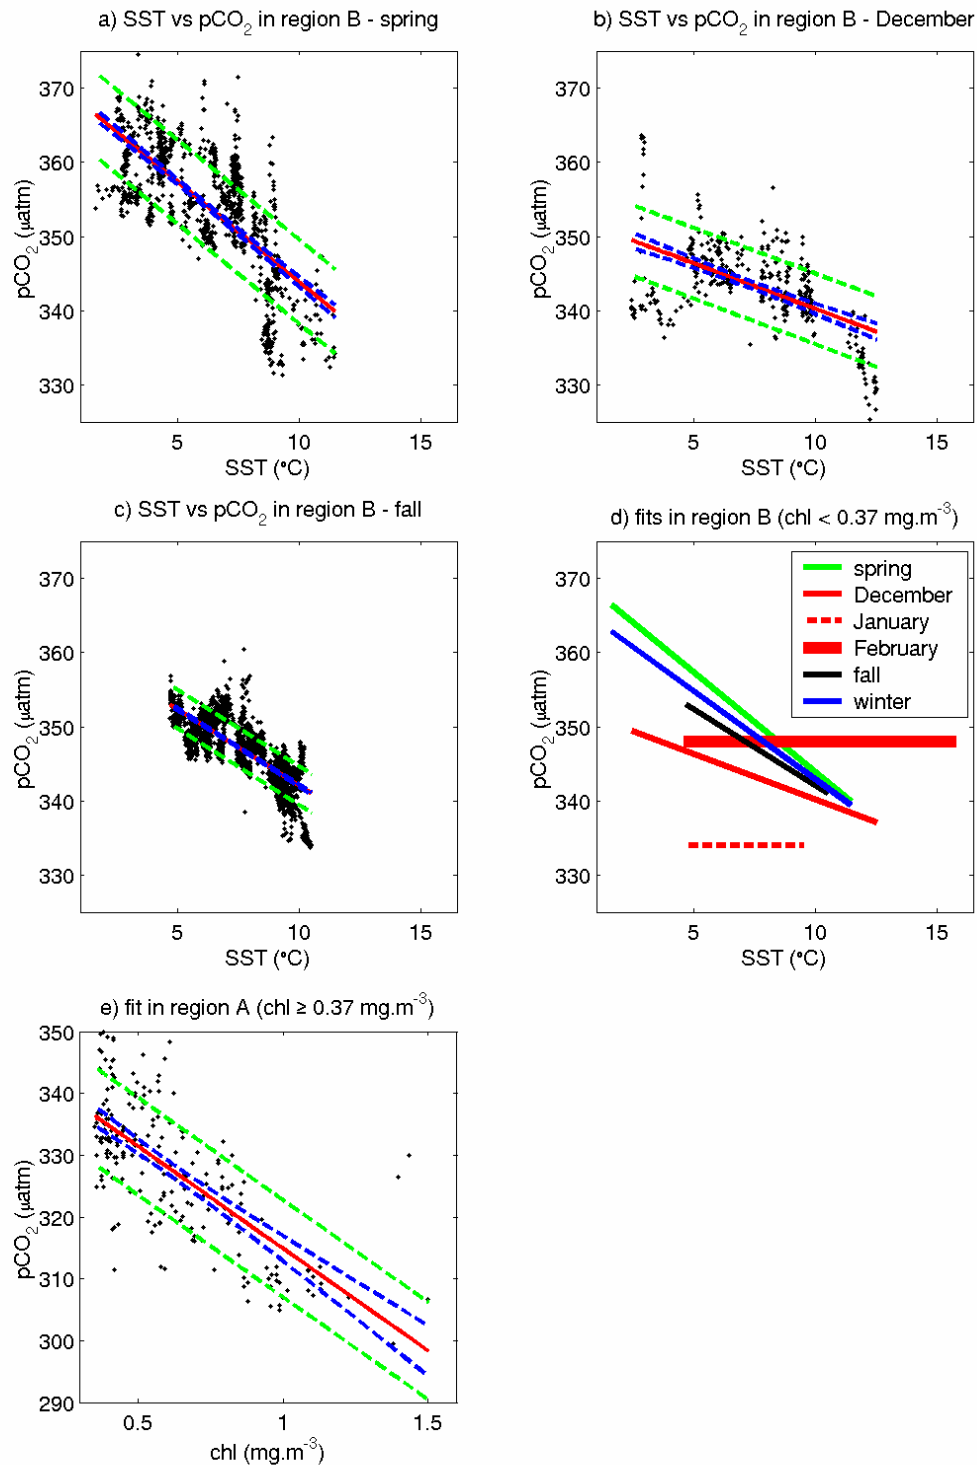 a) SST vs pCO₂ in region B - spring
pCO₂ (µatm)
370
360
350
340
330
5 10 15
SST (°C)
b) SST vs pCO₂ in region B - December
pCO₂ (µatm)
370
360
350
340
330
5 10 15
SST (°C)
c) SST vs pCO₂ in region B - fall
pCO₂ (µatm)
370
360
350
340
330
5 10 15
SST (°C)
d) fits in region B (chl < 0.37 mg.m⁻³)
pCO₂ (µatm)
370
360
350
340
330
spring
December
January
February
fall
winter
5 10 15
SST (°C)
e) fit in region A (chl ≥ 0.37 mg.m⁻³)
pCO₂ (µatm)
350
340
330
320
310
300
290
0.5 1 1.5
chl (mg.m⁻³)